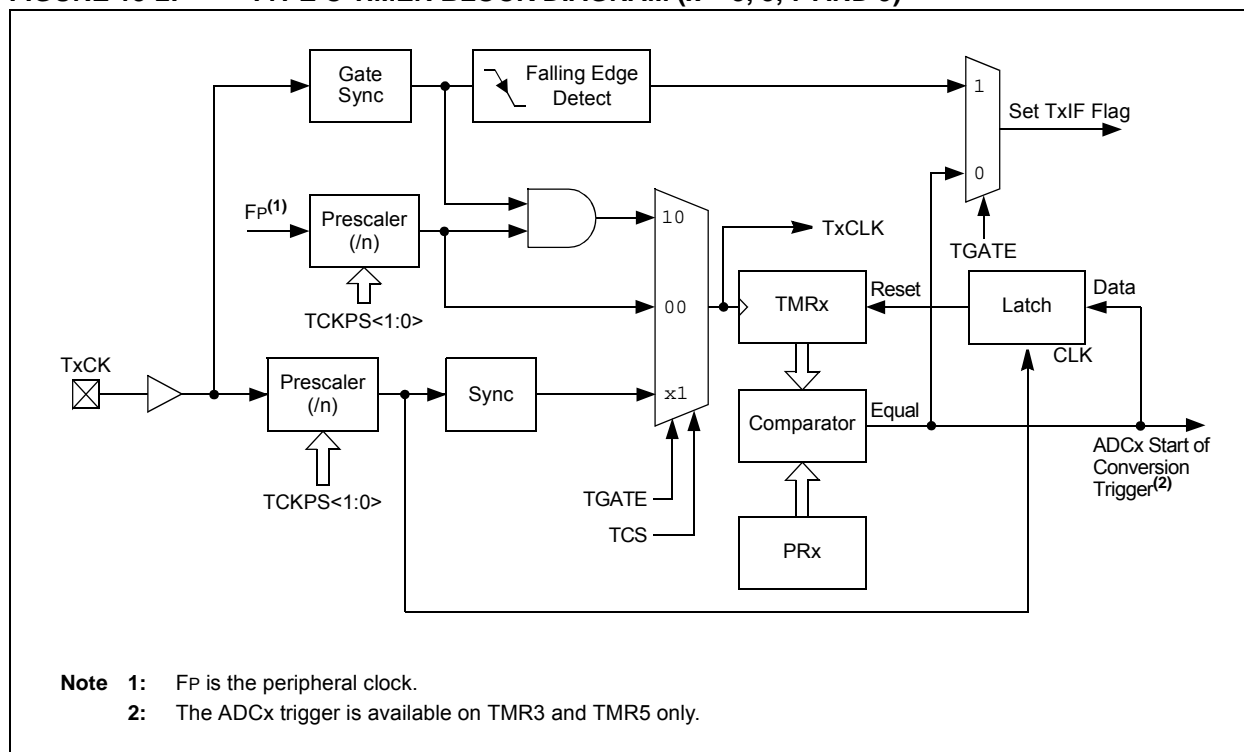 Gate
Sync
Falling Edge
Detect
1
Set TxIF Flag
0
FP(1)
Prescaler
(/n)
10
TxCLK
TGATE
TCKPS<1:0>
00
TMRx
Reset
Latch
Data
CLK
TxCK
Prescaler
(/n)
Sync
x1
Comparator
Equal
ADCx Start of
Conversion
Trigger(2)
TCKPS<1:0>
TGATE
TCS
PRx
Note 1: FP is the peripheral clock.
2: The ADCx trigger is available on TMR3 and TMR5 only.